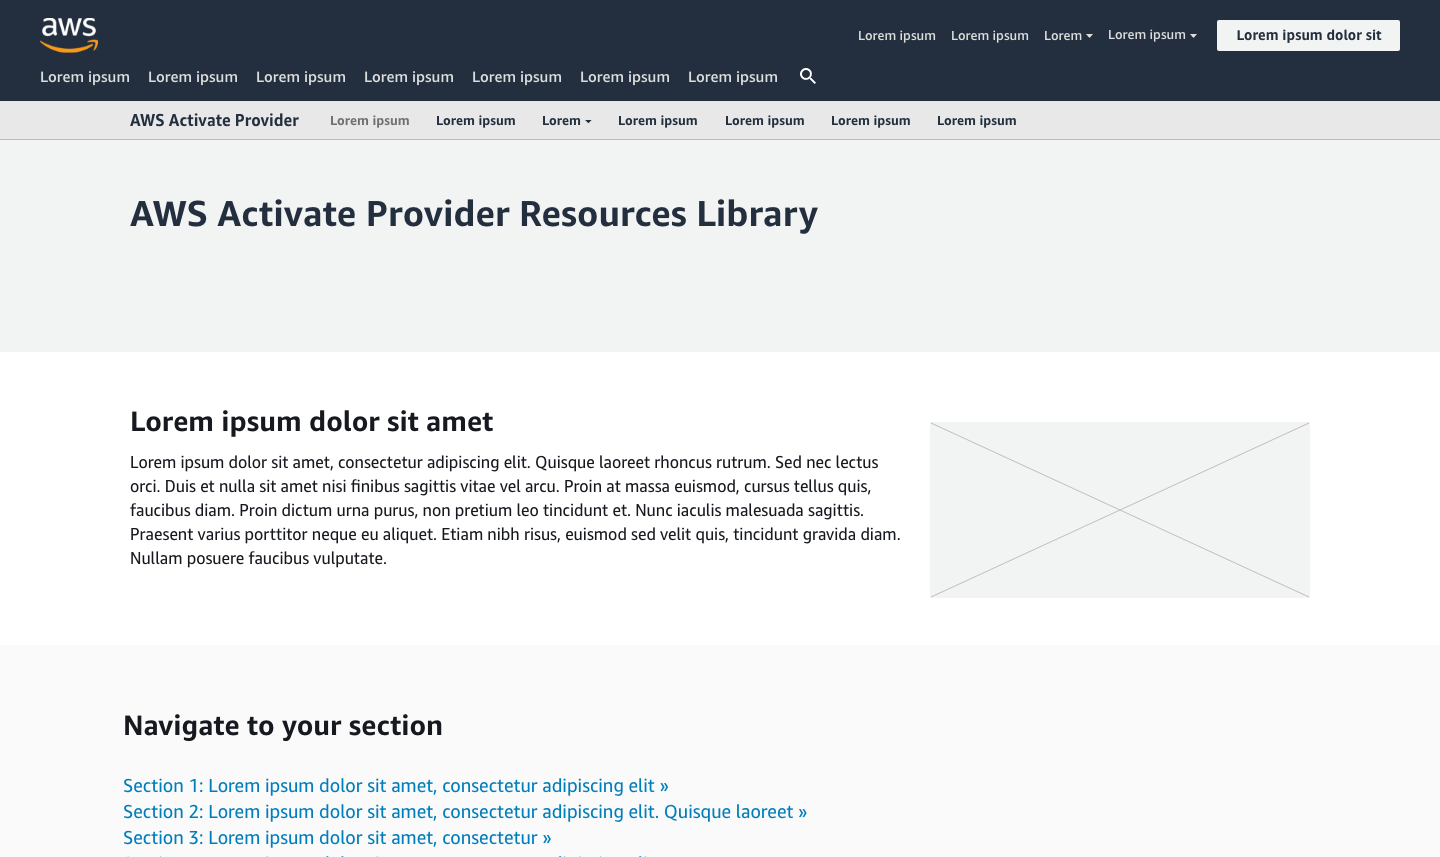 aws
Lorem ipsum Lorem ipsum Lorem Lorem ipsum Lorem ipsum dolor sit
Lorem ipsum Lorem ipsum Lorem ipsum Lorem ipsum Lorem ipsum Lorem ipsum Lorem ipsum
AWS Activate Provider Lorem ipsum Lorem ipsum Lorem Lorem ipsum Lorem ipsum Lorem ipsum Lorem ipsum
AWS Activate Provider Resources Library
Lorem ipsum dolor sit amet
Lorem ipsum dolor sit amet, consectetur adipiscing elit. Quisque laoreet rhoncus rutrum. Sed nec lectus
orci. Duis et nulla sit amet nisi finibus sagittis vitae vel arcu. Proin at massa euismod, cursus tellus quis,
faucibus diam. Proin dictum urna purus, non pretium leo tincidunt et. Nunc iaculis malesuada sagittis.
Praesent varius porttitor neque eu aliquet. Etiam nibh risus, euismod sed velit quis, tincidunt gravida diam.
Nullam posuere faucibus vulputate.
Navigate to your section
Section 1: Lorem ipsum dolor sit amet, consectetur adipiscing elit »
Section 2: Lorem ipsum dolor sit amet, consectetur adipiscing elit. Quisque laoreet »
Section 3: Lorem ipsum dolor sit amet, consectetur »